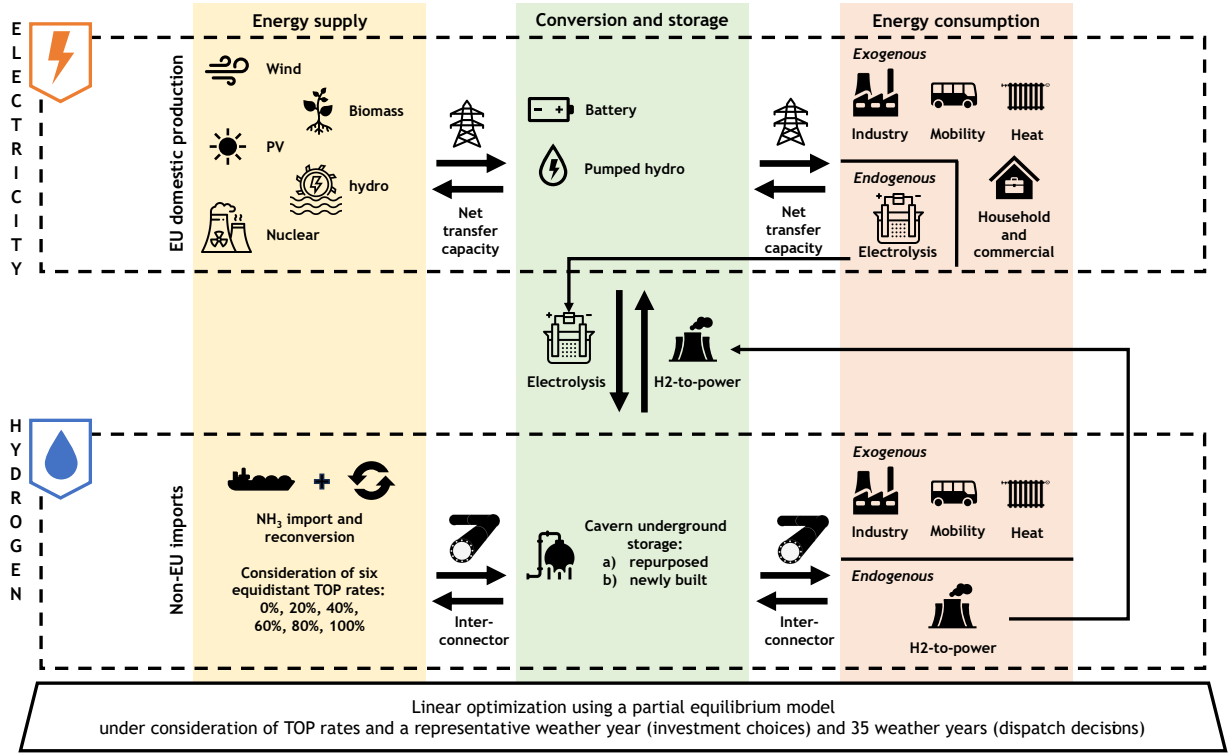 Energy supply
Conversion and storage
Energy consumption
E
L
E
C
T
R
I
C
I
T
Y
EU domestic production
Wind
Biomass
PV
hydro
Nuclear
Net
transfer
capacity
Battery
Pumped hydro
Net
transfer
capacity
Exogenous
Industry
Mobility
Heat
Endogenous
Electrolysis
Household
and
commercial
Electrolysis
H2-to-power
H
Y
D
R
O
G
E
N
Non-EU imports
NH₃ import and
reconversion
Consideration of six
equidistant TOP rates:
0%, 20%, 40%,
60%, 80%, 100%
Inter-
connector
Cavern underground
storage:
a) repurposed
b) newly built
Inter-
connector
Exogenous
Industry
Mobility
Heat
Endogenous
H2-to-power
Linear optimization using a partial equilibrium model
under consideration of TOP rates and a representative weather year (investment choices) and 35 weather years (dispatch decisions)